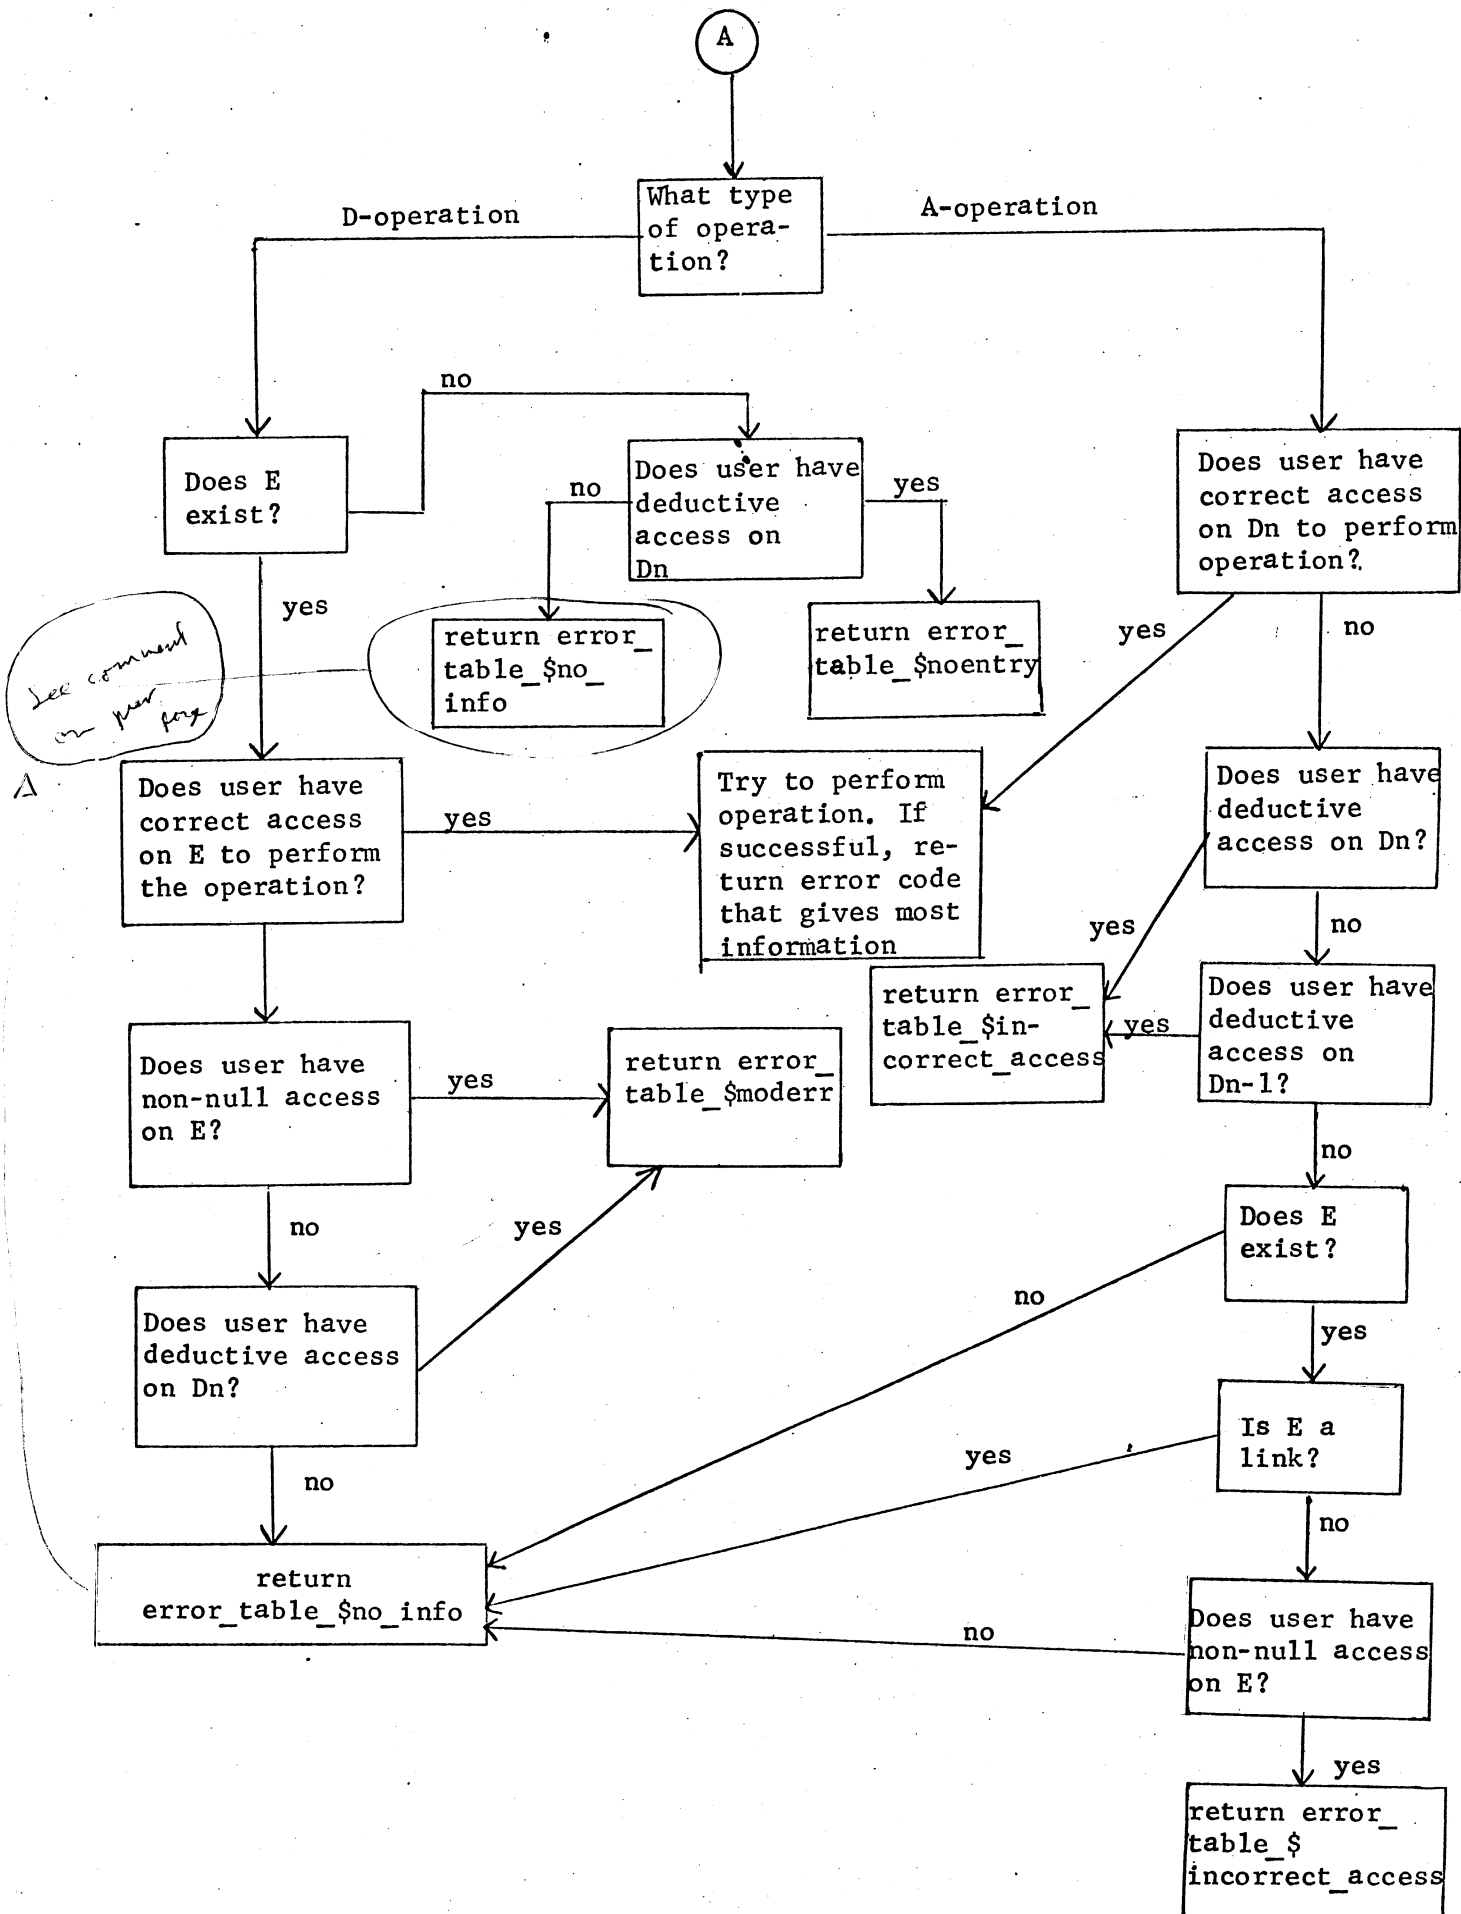 A
What type
of opera-
tion?
D-operation
A-operation
no
Does E
exist?
Does user have
deductive
access on
Dn
no
yes
Does user have
correct access
on Dn to perform
operation?
yes
return error_
table_$no_
info
return error_
table_$noentry
yes
no
See comment
on prev
page
A
Does user have
correct access
on E to perform
the operation?
yes
Try to perform
operation. If
successful, re-
turn error code
that gives most
information
Does user have
deductive
access on Dn?
yes
no
return error_
table_$in-
correct_access
yes
Does user have
deductive
access on
Dn-1?
no
Does user have
non-null access
on E?
yes
return error_
table_$moderr
no
yes
Does E
exist?
no
yes
Does user have
deductive access
on Dn?
no
Is E a
link?
yes
no
return
error_table_$no_info
no
Does user have
non-null access
on E?
yes
return error_
table_$
incorrect_access